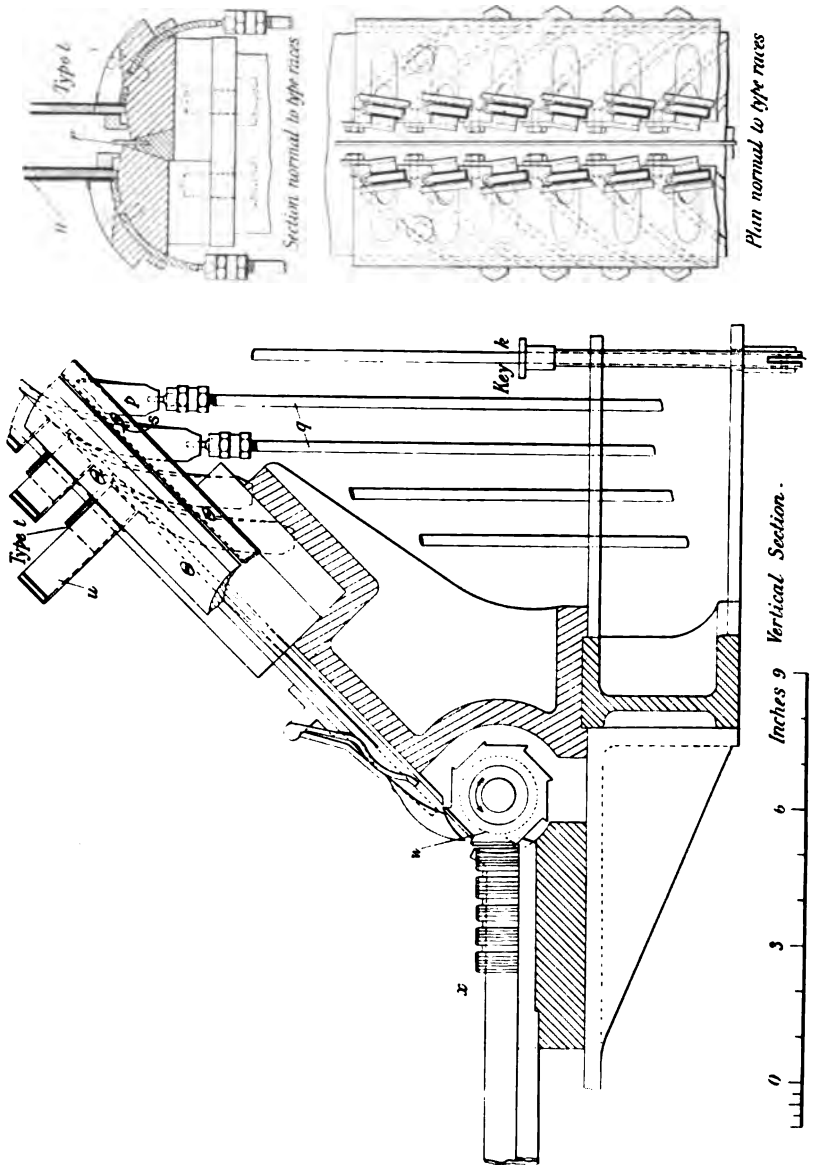 n
r
Type t
Section normal to type races
Plan normal to type races
Type t
u
p
s
q
Key k
w
x
0 3 6 Inches 9
Vertical Section.-